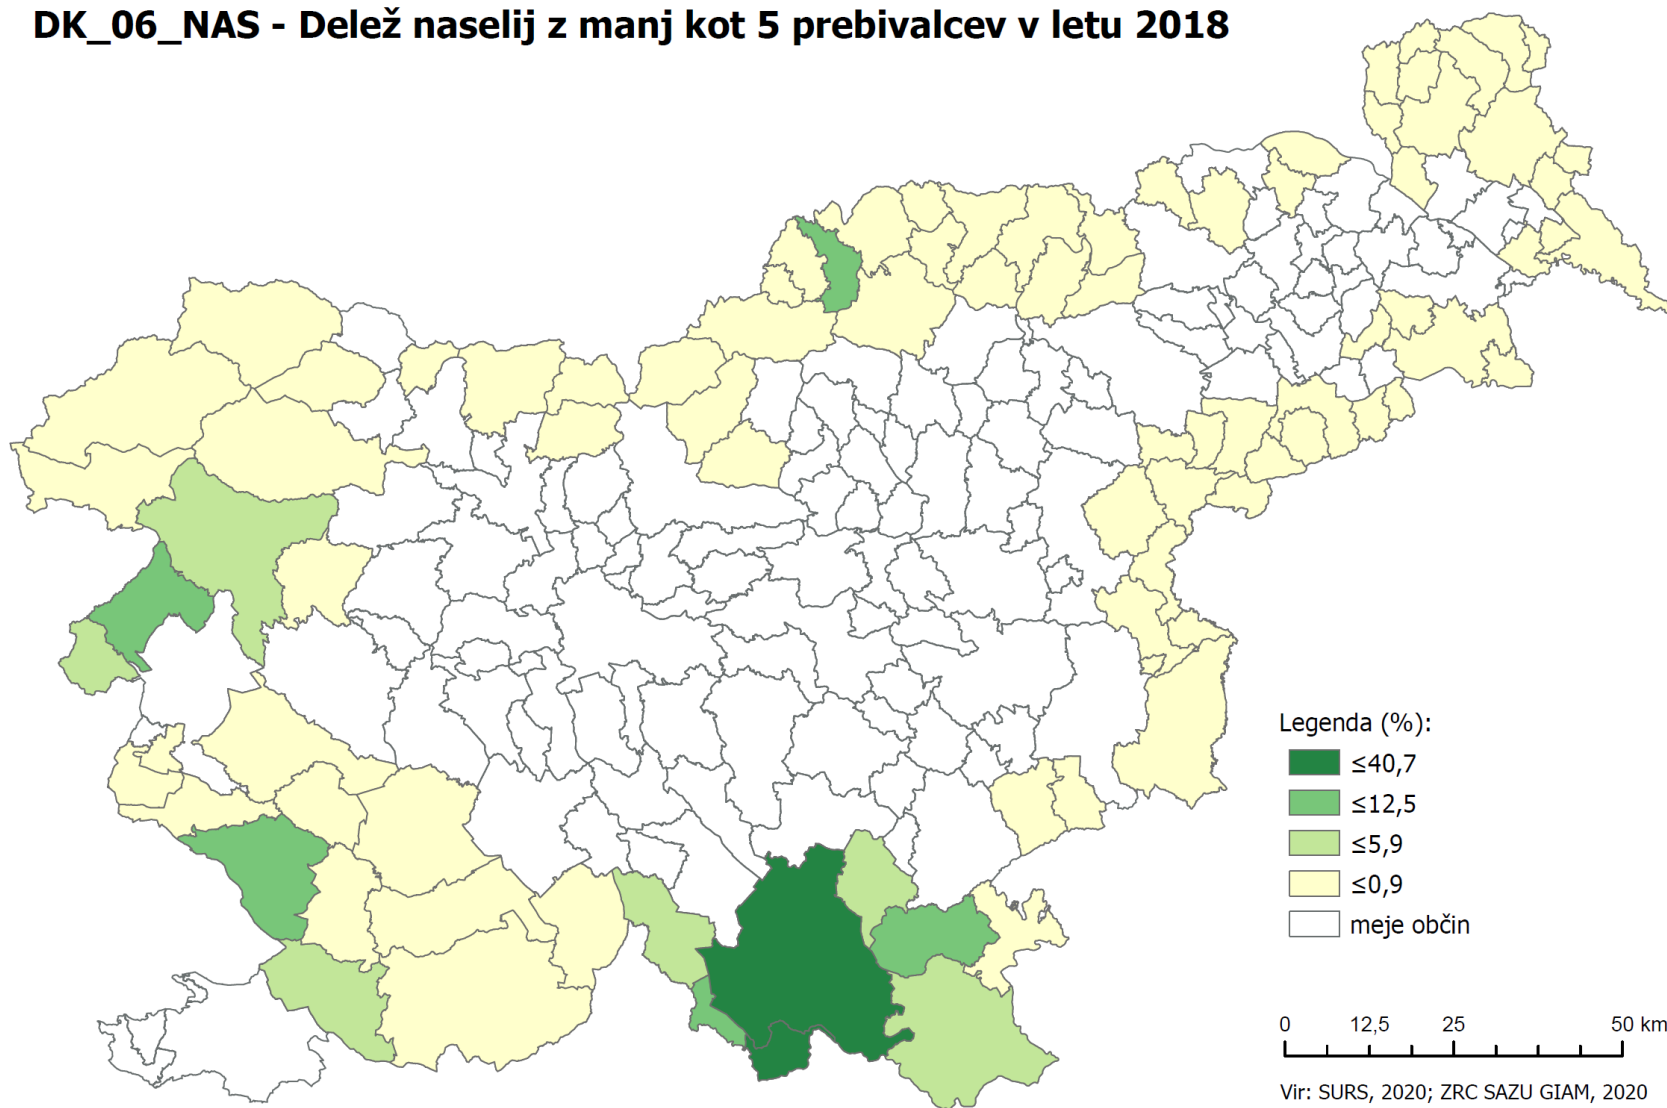 DK_06_NAS - Delež naselij z manj kot 5 prebivalcev v letu 2018
Legenda (%):
≤40,7
≤12,5
≤5,9
≤0,9
meje občin
0 12,5 25 50 km
Vir: SURS, 2020; ZRC SAZU GIAM, 2020